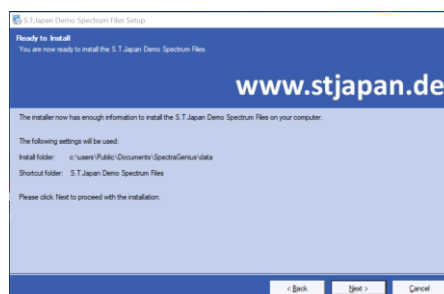 S.T.Japan Demo Spectrum Files Setup
Ready to Install
You are now ready to install the S.T.Japan Demo Spectrum Files.
www.stjapan.de
The installer now has enough information to install the S.T.Japan Demo Spectrum Files on your computer.
The following settings will be used:
Install folder: c:\users\Public\Documents\SpectraGenius\data
Shortcut folder: S.T.Japan Demo Spectrum Files
Please click Next to proceed with the installation.
< Back Next > Cancel